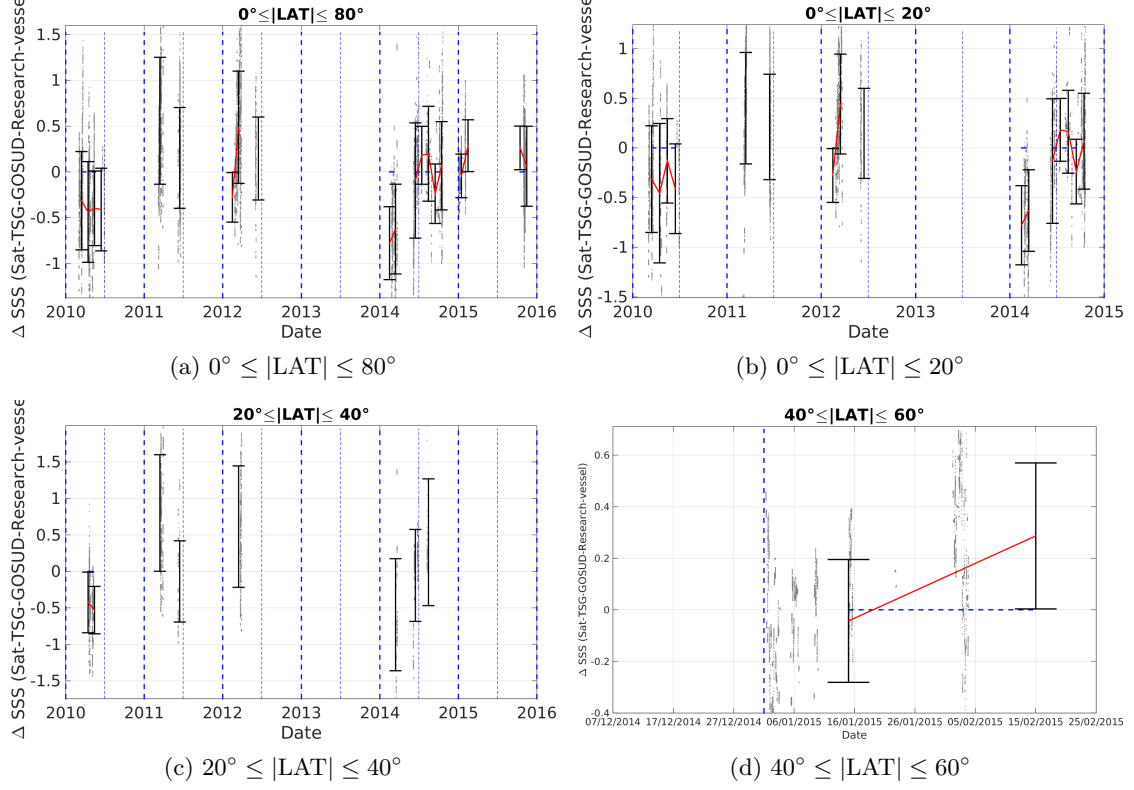 0°≤|LAT|≤ 80°
Δ SSS (Sat-TSG-GOSUD-Research-vessel
1.5
1
0.5
0
-0.5
-1
2010 2011 2012 2013 2014 2015 2016
Date
(a) 0° ≤ |LAT| ≤ 80°
0°≤|LAT|≤ 20°
Δ SSS (Sat-TSG-GOSUD-Research-vessel
1
0.5
0
-0.5
-1
-1.5
2010 2011 2012 2013 2014 2015
Date
(b) 0° ≤ |LAT| ≤ 20°
20°≤|LAT|≤ 40°
Δ SSS (Sat-TSG-GOSUD-Research-vesse
1.5
1
0.5
0
-0.5
-1
-1.5
2010 2011 2012 2013 2014 2015 2016
Date
(c) 20° ≤ |LAT| ≤ 40°
40°≤|LAT|≤ 60°
Δ SSS (Sat-TSG-GOSUD-Research-vessel)
0.6
0.4
0.2
0
-0.2
-0.4
07/12/2014 17/12/2014 27/12/2014 06/01/2015 16/01/2015 26/01/2015 05/02/2015 15/02/2015 25/02/2015
Date
(d) 40° ≤ |LAT| ≤ 60°